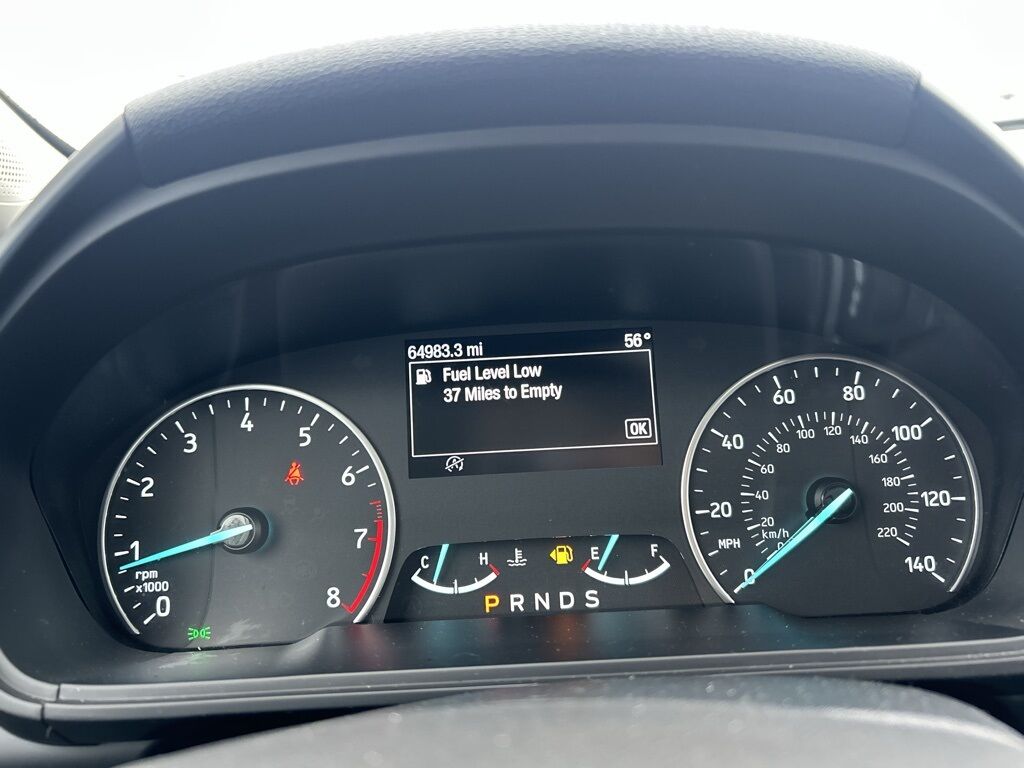 64983.3 mi 56°
Fuel Level Low
37 Miles to Empty
OK
0 1 2 3 4 5 6 7 8
rpm
x1000
0 20 40 60 80 100 120 140
MPH
20 40 60 80 100 120 140 160 180 200 220
km/h
C H
E F
P R N D S